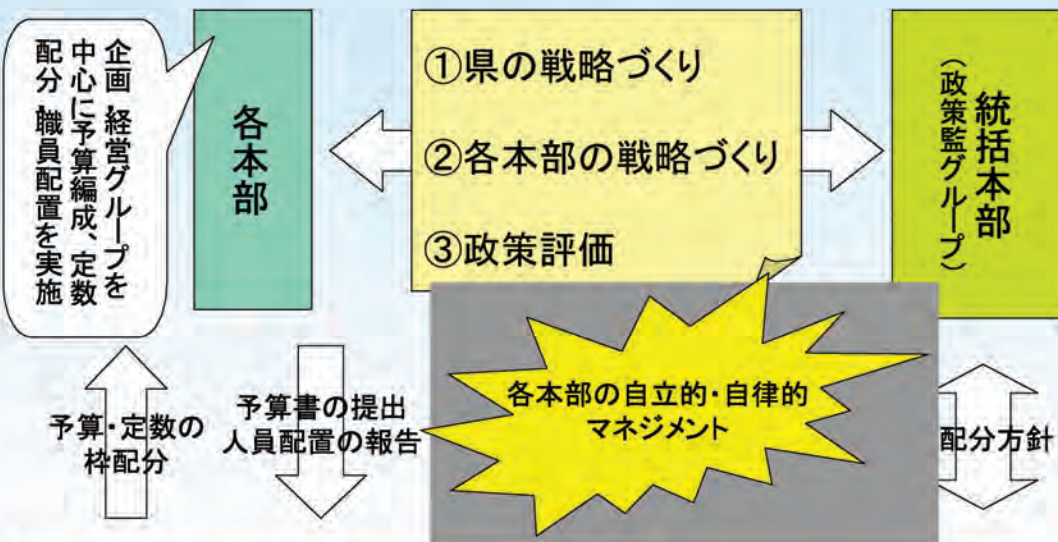 企画・経営グループを
中心に予算編成、定数
配分・職員配置を実施
各本部
①県の戦略づくり
②各本部の戦略づくり
③政策評価
統括本部
（政策監グループ）
予算・定数の
枠配分
予算書の提出
人員配置の報告
各本部の自立的・自律的
マネジメント
配分方針